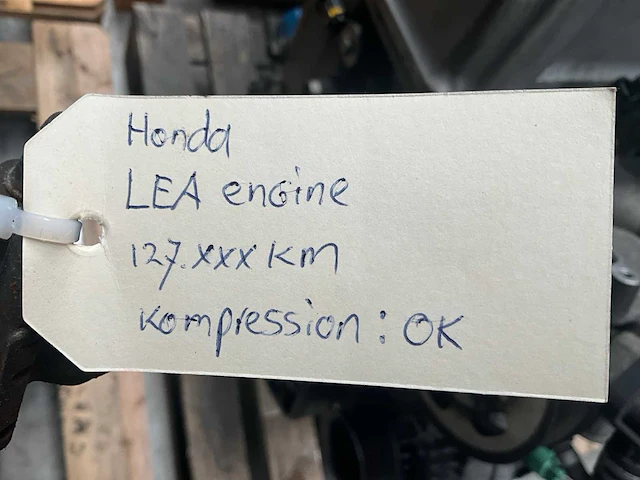 Honda
LEA engine
127.xxx km
Kompression: OK